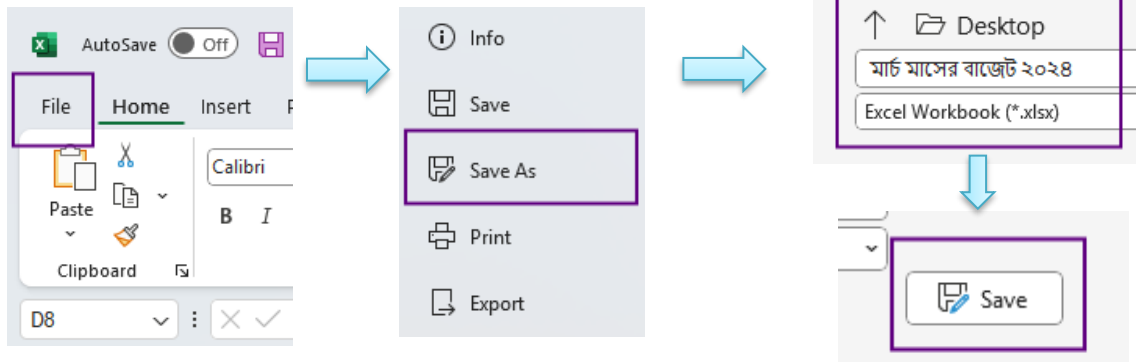 AutoSave Off
File Home Insert
Calibri
Paste
B I
Clipboard
D8
Info
Save
Save As
Print
Export
Desktop
মার্চ মাসের বাজেট ২০২৪
Excel Workbook (*.xlsx)
Save